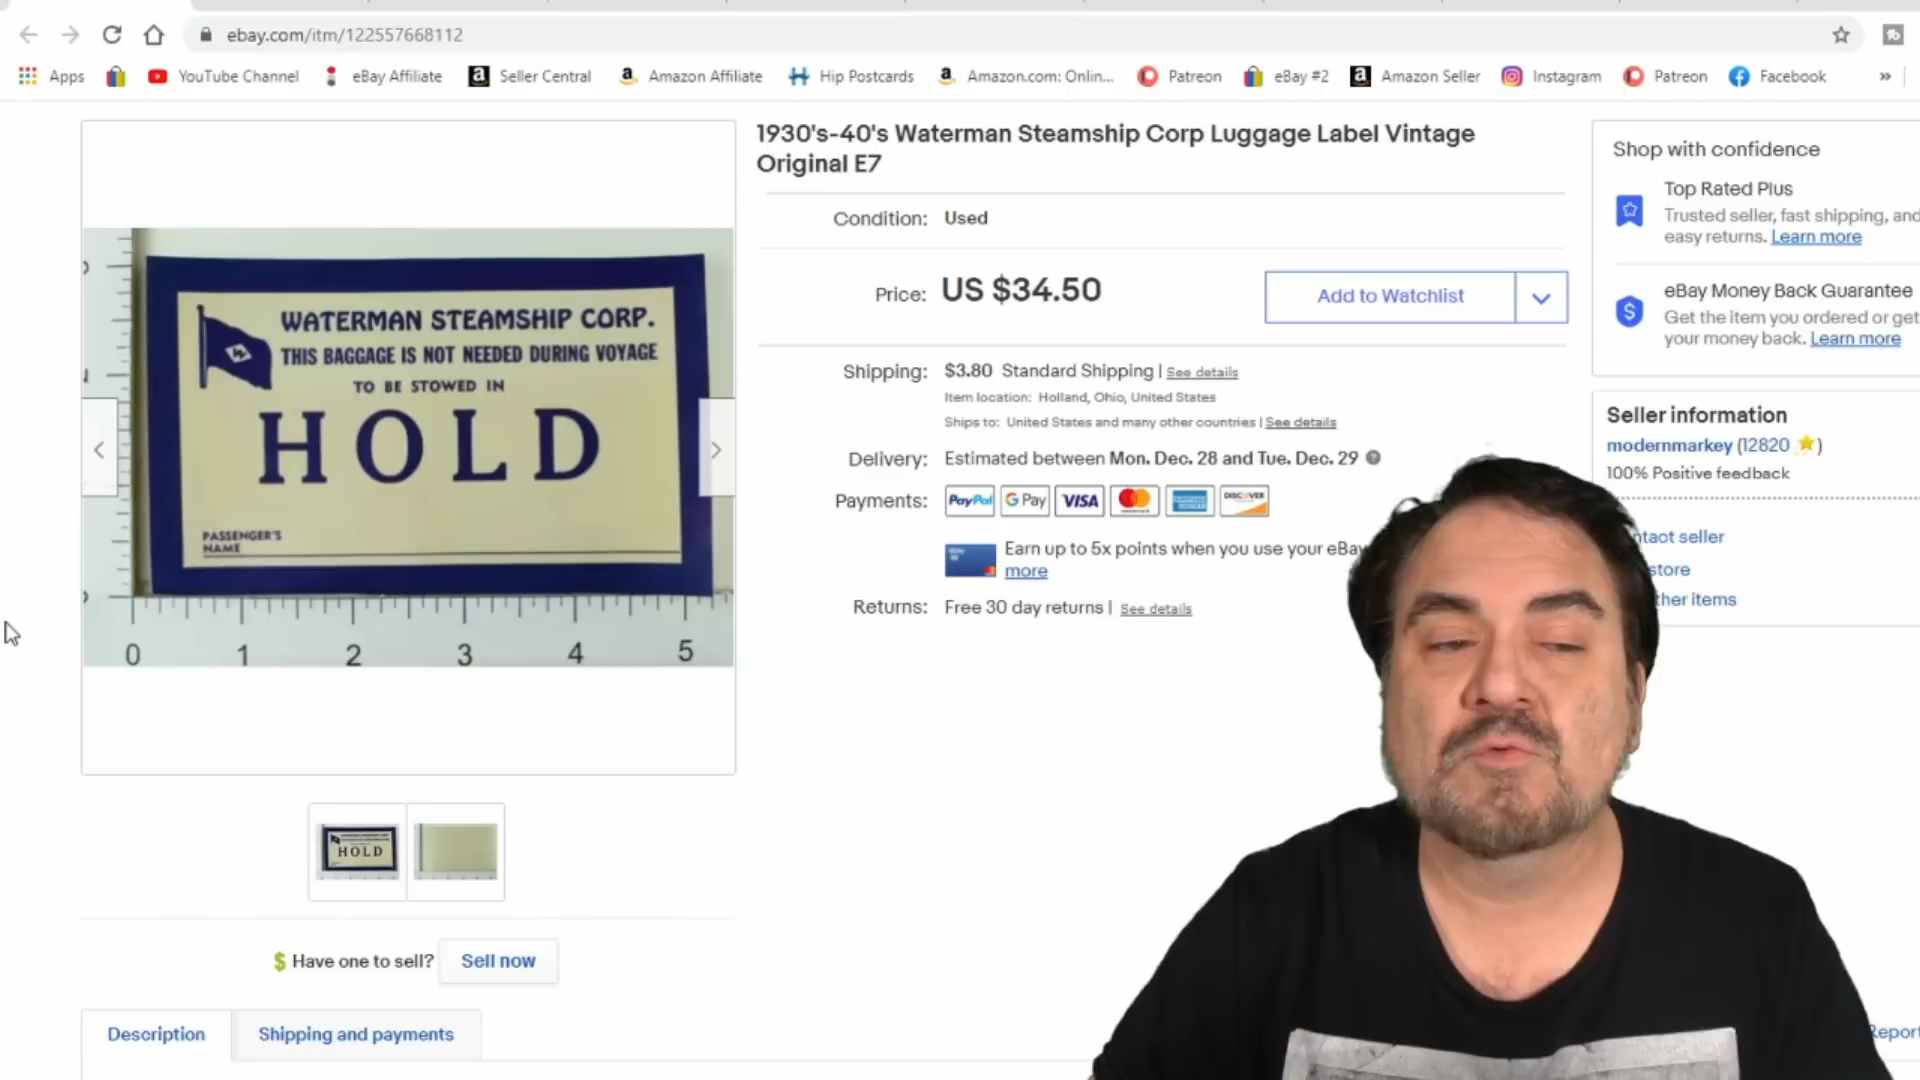 ebay.com/itm/122557668112
Apps YouTube Channel eBay Affiliate Seller Central Amazon Affiliate Hip Postcards Amazon.com: Onlin... Patreon eBay #2 Amazon Seller Instagram Patreon Facebook »
WATERMAN STEAMSHIP CORP.
THIS BAGGAGE IS NOT NEEDED DURING VOYAGE
TO BE STOWED IN
HOLD
PASSENGER'S
NAME
0 1 2 3 4 5
HOLD
Have one to sell? Sell now
Description Shipping and payments
1930's-40's Waterman Steamship Corp Luggage Label Vintage
Original E7
Condition: Used
Price: US $34.50
Add to Watchlist
Shipping: $3.80 Standard Shipping | See details
Item location: Holland, Ohio, United States
Ships to: United States and many other countries | See details
Delivery: Estimated between Mon. Dec. 28 and Tue. Dec. 29
Payments: PayPal G Pay VISA DISCOVER
Earn up to 5x points when you use your eBay
more
Returns: Free 30 day returns | See details
Shop with confidence
Top Rated Plus
Trusted seller, fast shipping, and
easy returns. Learn more
eBay Money Back Guarantee
Get the item you ordered or get
your money back. Learn more
Seller information
modernmarkey (12820)
100% Positive feedback
ntact seller
store
ther items
Report